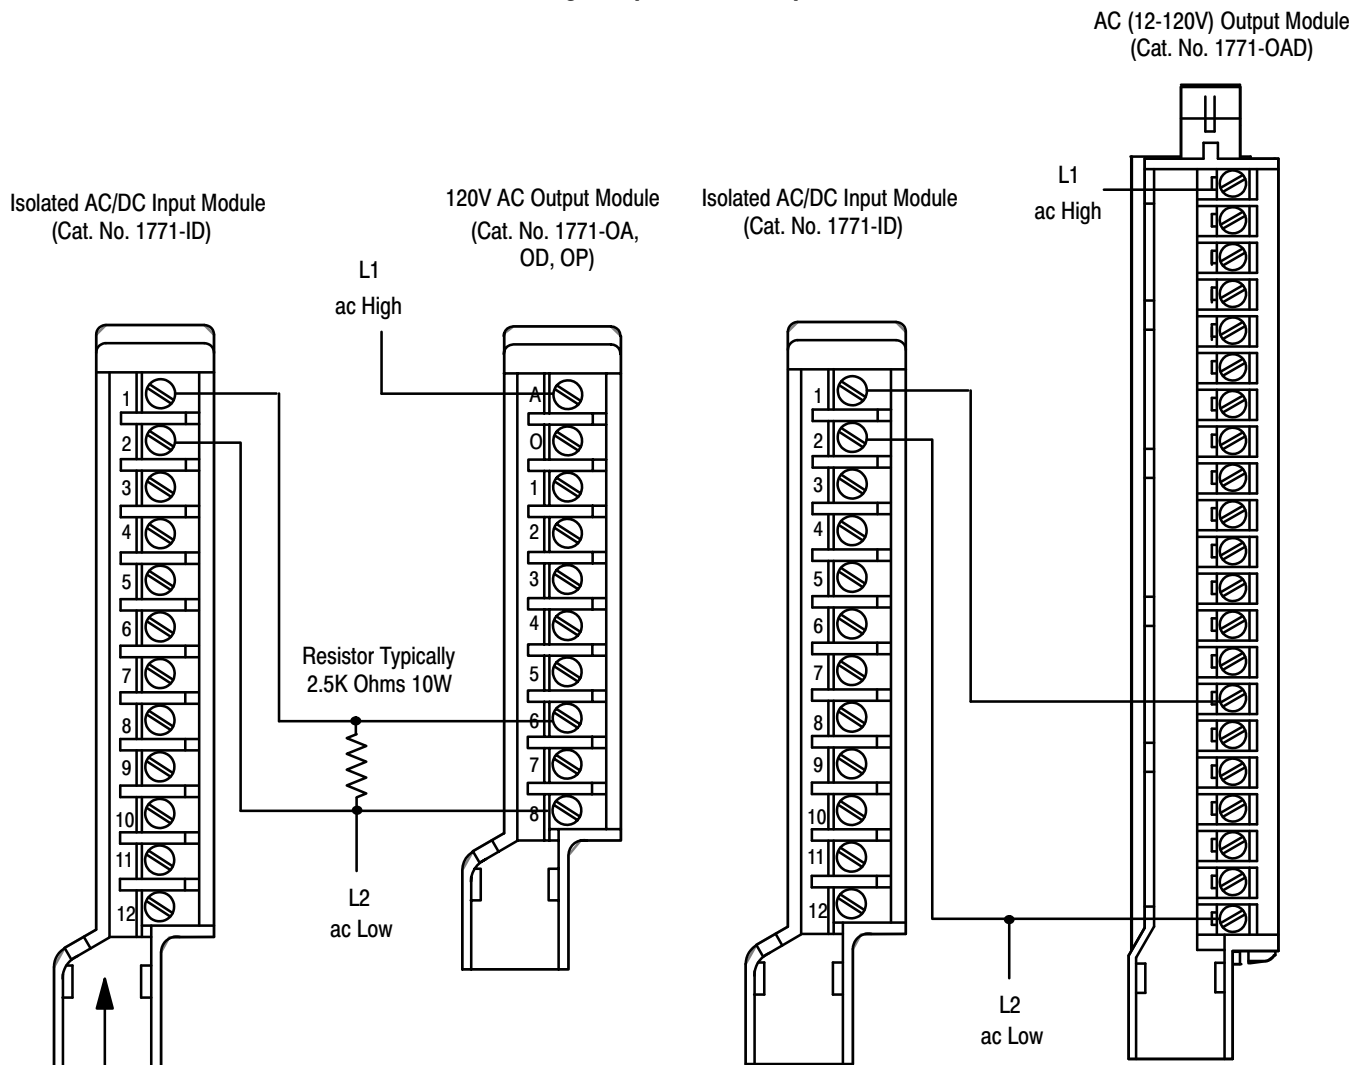 AC (12-120V) Output Module
(Cat. No. 1771-OAD)
L1
ac High
Isolated AC/DC Input Module
(Cat. No. 1771-ID)
120V AC Output Module
(Cat. No. 1771-OA,
OD, OP)
L1
ac High
Isolated AC/DC Input Module
(Cat. No. 1771-ID)
1
2
3
4
5
6
7
8
9
10
11
12
Resistor Typically
2.5K Ohms 10W
L2
ac Low
A
O
1
2
3
4
5
6
7
8
1
2
3
4
5
6
7
8
9
10
11
12
L2
ac Low